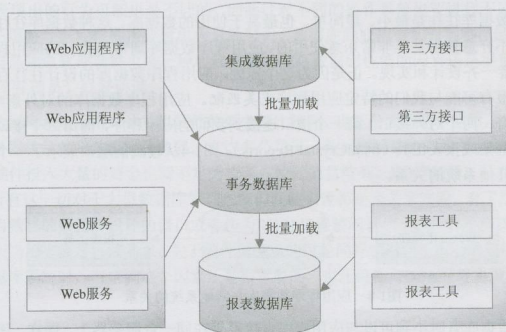 Web应用程序
Web应用程序
集成数据库
第三方接口
第三方接口
批量加载
事务数据库
Web服务
Web服务
批量加载
报表数据库
报表工具
报表工具